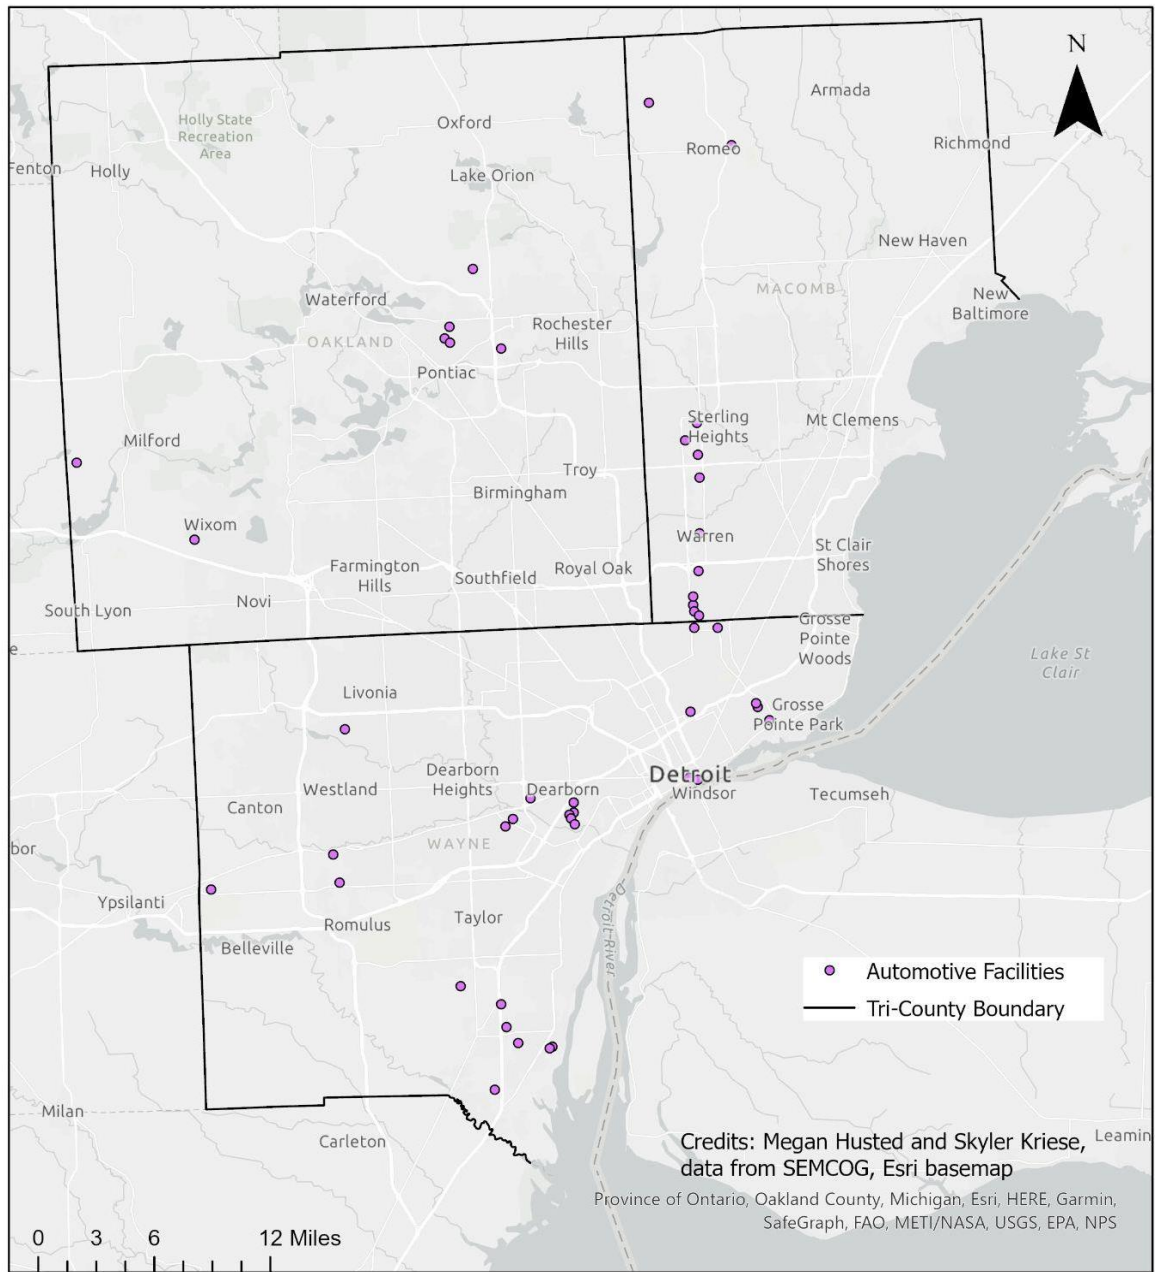 N
Armada
Holly State
Recreation
Area
Oxford
Romeo
Richmond
Fenton
Holly
Lake Orion
New Haven
MACOMB
New
Baltimore
Waterford
OAKLAND
Rochester
Hills
Pontiac
Sterling
Heights
Mt Clemens
Milford
Troy
Birmingham
Wixom
Warren
St Clair
Shores
Farmington
Hills
Southfield
Royal Oak
Novi
South Lyon
Grosse
Pointe
Woods
e
Lake St
Clair
Livonia
Grosse
Pointe Park
Detroit
Windsor
Tecumseh
Dearborn
Heights
Dearborn
Westland
Canton
WAYNE
bor
Ypsilanti
Detroit River
Taylor
Romulus
Belleville
Automotive Facilities
Tri-County Boundary
Milan
Carleton
Leamin
Credits: Megan Husted and Skyler Kriese,
data from SEMCOG, Esri basemap
Province of Ontario, Oakland County, Michigan, Esri, HERE, Garmin,
SafeGraph, FAO, METI/NASA, USGS, EPA, NPS
0 3 6 12 Miles